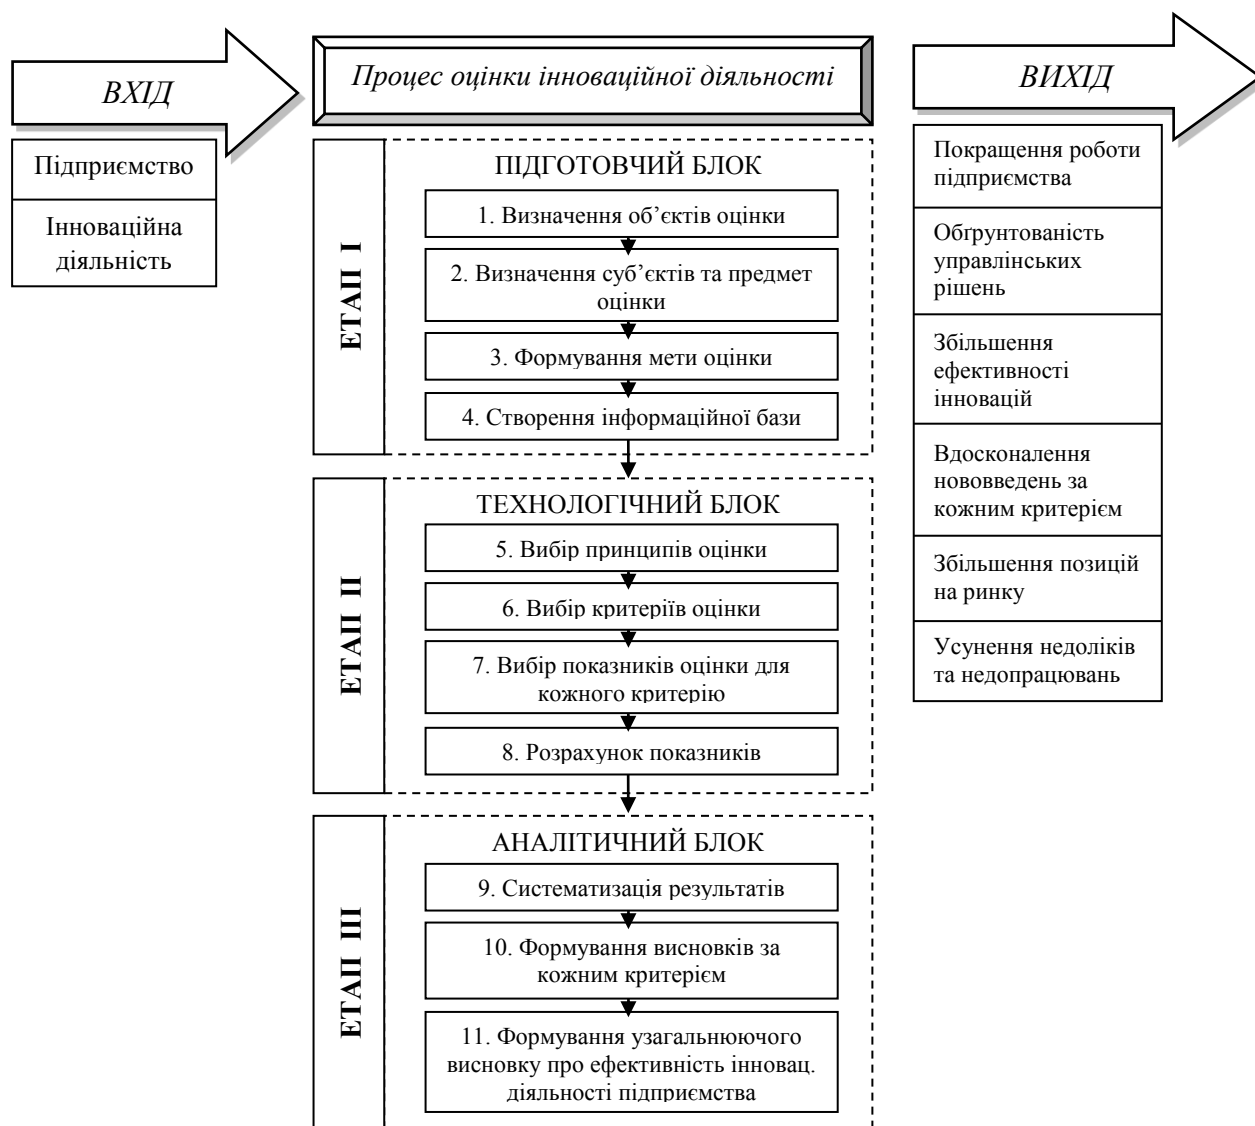 ВХІД
Підприємство
Інноваційна
діяльність
Процес оцінки інноваційної діяльності
ЕТАП I
ПІДГОТОВЧИЙ БЛОК
1. Визначення об’єктів оцінки
2. Визначення суб’єктів та предмет
оцінки
3. Формування мети оцінки
4. Створення інформаційної бази
ЕТАП II
ТЕХНОЛОГІЧНИЙ БЛОК
5. Вибір принципів оцінки
6. Вибір критеріїв оцінки
7. Вибір показників оцінки для
кожного критерію
8. Розрахунок показників
ЕТАП III
АНАЛІТИЧНИЙ БЛОК
9. Систематизація результатів
10. Формування висновків за
кожним критерієм
11. Формування узагальнюючого
висновку про ефективність інновац.
діяльності підприємства
ВИХІД
Покращення роботи
підприємства
Обґрунтованість
управлінських
рішень
Збільшення
ефективності
інновацій
Вдосконалення
нововведень за
кожним критерієм
Збільшення позицій
на ринку
Усунення недоліків
та недопрацювань